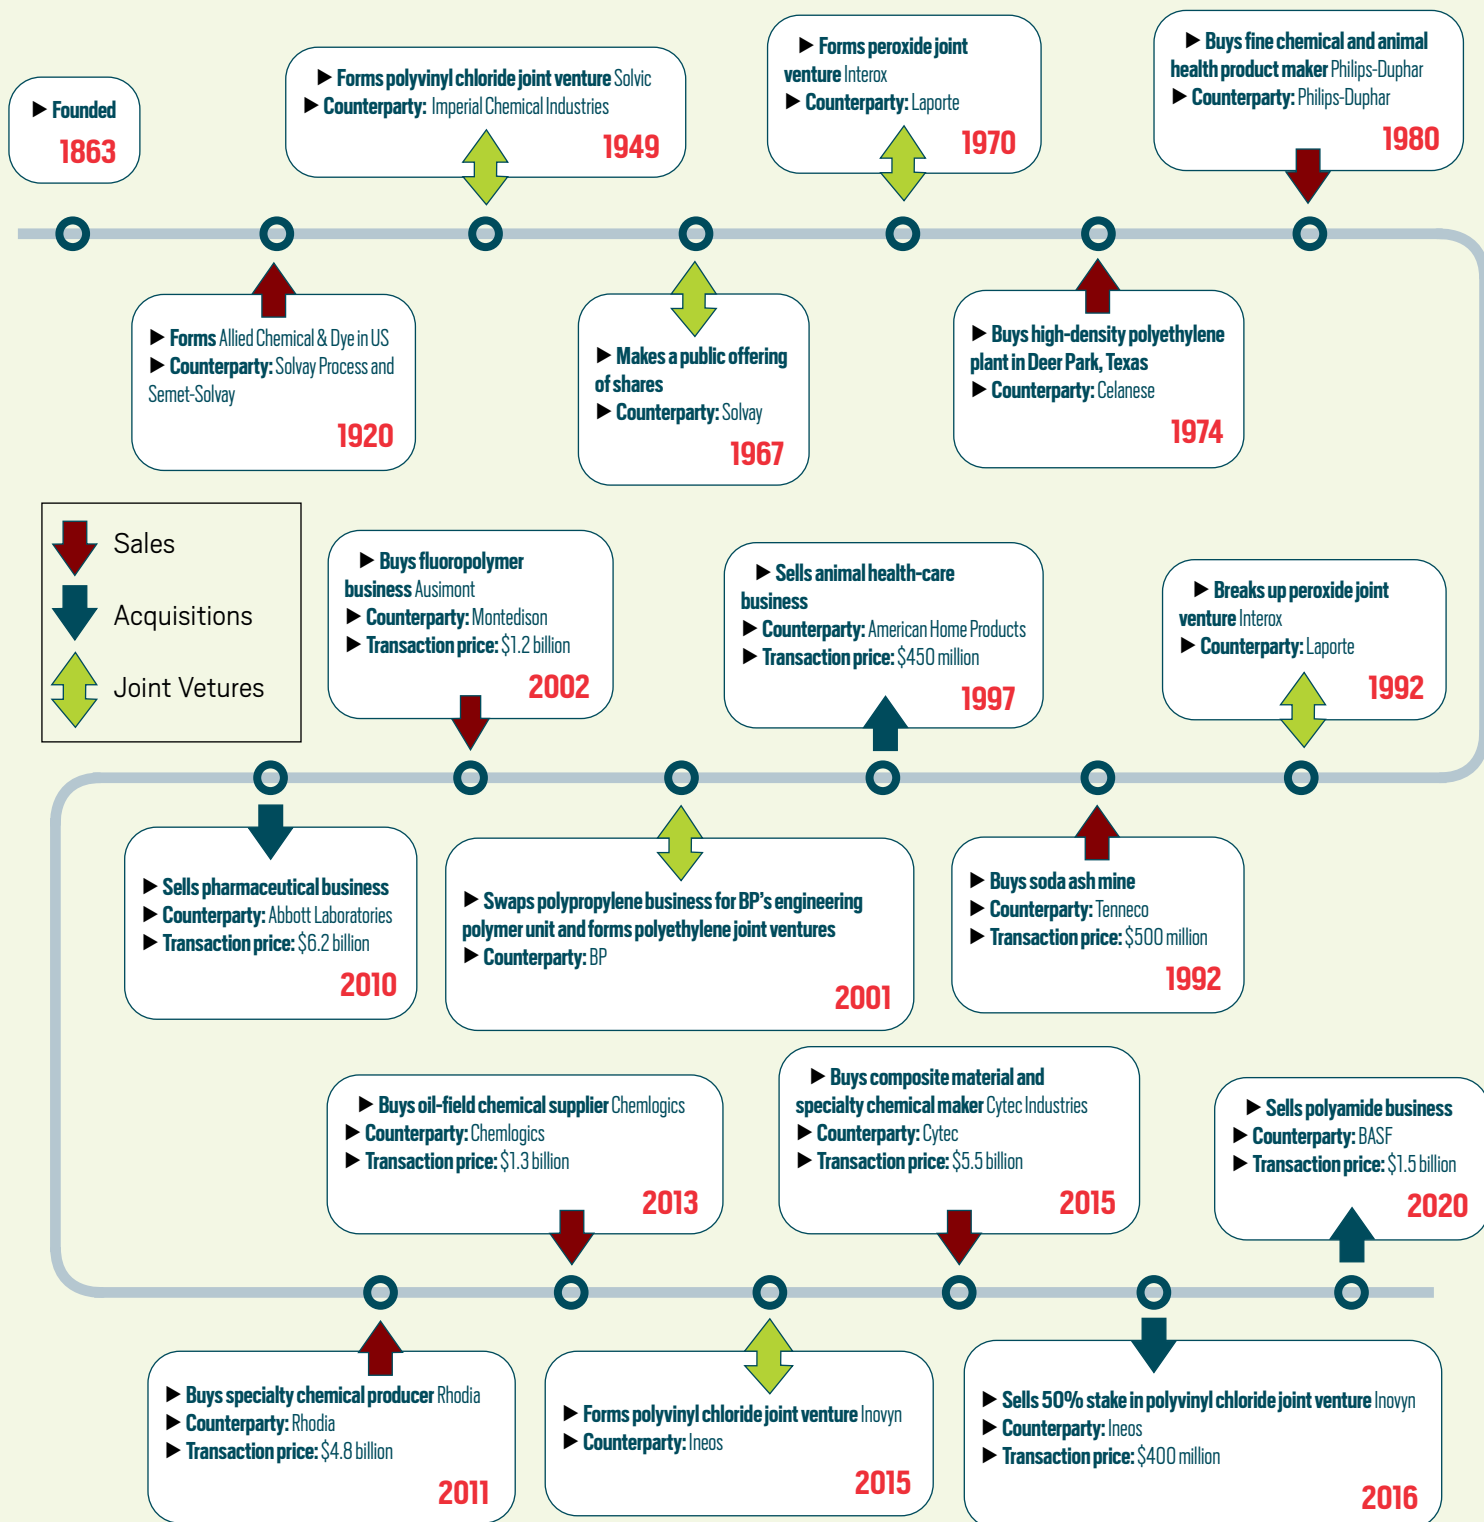 ▶ Founded
1863
▶ Forms polyvinyl chloride joint venture Solvic
▶ Counterparty: Imperial Chemical Industries
1949
▶ Forms peroxide joint
venture Interox
▶ Counterparty: Laporte
1970
▶ Buys fine chemical and animal
health product maker Philips-Duphar
▶ Counterparty: Philips-Duphar
1980
▶ Forms Allied Chemical & Dye in US
▶ Counterparty: Solvay Process and
Semet-Solvay
1920
▶ Makes a public offering
of shares
▶ Counterparty: Solvay
1967
▶ Buys high-density polyethylene
plant in Deer Park, Texas
▶ Counterparty: Celanese
1974
Sales
Acquisitions
Joint Vetures
▶ Buys fluoropolymer
business Ausimont
▶ Counterparty: Montedison
▶ Transaction price: $1.2 billion
2002
▶ Sells animal health-care
business
▶ Counterparty: American Home Products
▶ Transaction price: $450 million
1997
▶ Breaks up peroxide joint
venture Interox
▶ Counterparty: Laporte
1992
▶ Sells pharmaceutical business
▶ Counterparty: Abbott Laboratories
▶ Transaction price: $6.2 billion
2010
▶ Swaps polypropylene business for BP's engineering
polymer unit and forms polyethylene joint ventures
▶ Counterparty: BP
2001
▶ Buys soda ash mine
▶ Counterparty: Tenneco
▶ Transaction price: $500 million
1992
▶ Buys oil-field chemical supplier Chemlogics
▶ Counterparty: Chemlogics
▶ Transaction price: $1.3 billion
2013
▶ Buys composite material and
specialty chemical maker Cytec Industries
▶ Counterparty: Cytec
▶ Transaction price: $5.5 billion
2015
▶ Sells polyamide business
▶ Counterparty: BASF
▶ Transaction price: $1.5 billion
2020
▶ Buys specialty chemical producer Rhodia
▶ Counterparty: Rhodia
▶ Transaction price: $4.8 billion
2011
▶ Forms polyvinyl chloride joint venture Inovyn
▶ Counterparty: Ineos
2015
▶ Sells 50% stake in polyvinyl chloride joint venture Inovyn
▶ Counterparty: Ineos
▶ Transaction price: $400 million
2016